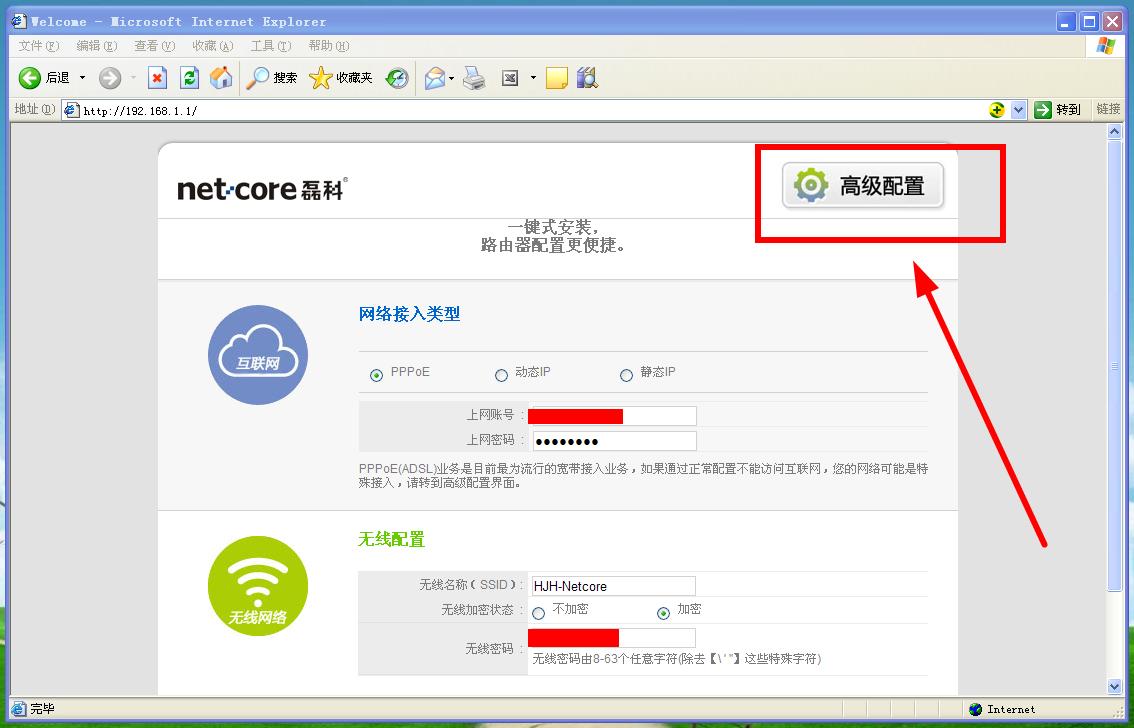 Welcome - Microsoft Internet Explorer
文件(F) 编辑(E) 查看(V) 收藏(A) 工具(T) 帮助(H)
后退 搜索 收藏夹
地址(D) http://192.168.1.1/ 转到 链接
net·core磊科® 高级配置
一键式安装，
路由器配置更便捷。
网络接入类型
互联网
PPPoE 动态IP 静态IP
上网账号：
上网密码： ●●●●●●●●
PPPoE(ADSL)业务是目前最为流行的宽带接入业务，如果通过正常配置不能访问互联网，您的网络可能是特
殊接入，请转到高级配置界面。
无线配置
无线网络
无线名称（SSID）: HJH-Netcore
无线加密状态： 不加密 加密
无线密码：
无线密码由8-63个任意字符(除去【\ ' "】这些特殊字符)
完毕 Internet